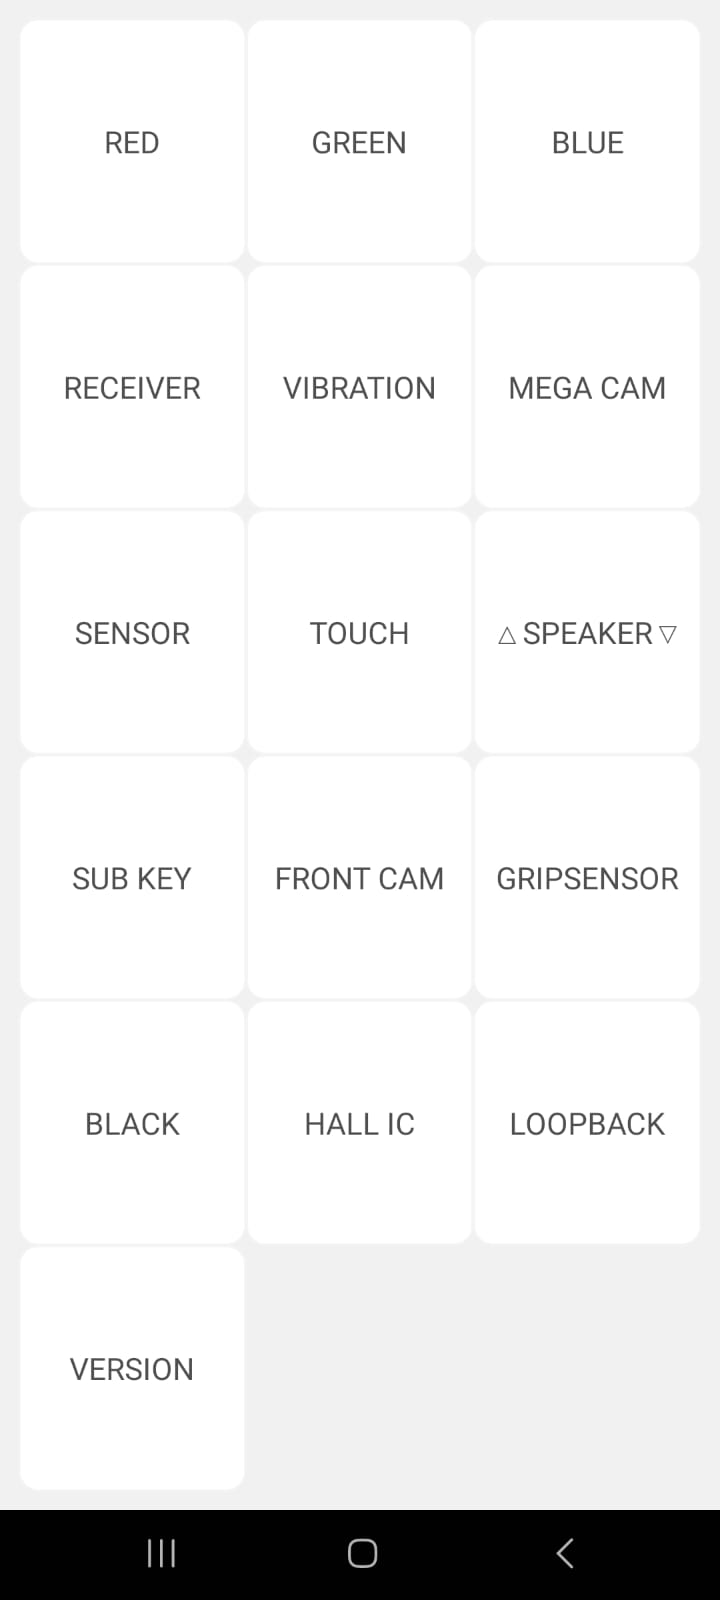 RED
GREEN
BLUE
RECEIVER
VIBRATION
MEGA CAM
SENSOR
TOUCH
△ SPEAKER ▽
SUB KEY
FRONT CAM
GRIPSENSOR
BLACK
HALL IC
LOOPBACK
VERSION